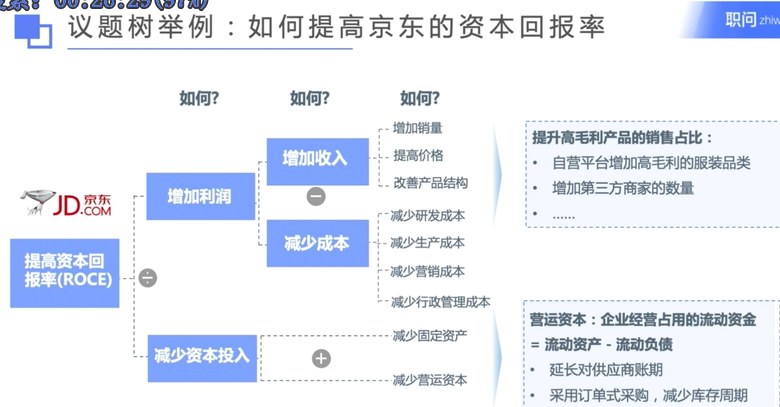 议题树举例：如何提高京东的资本回报率
职问 zhiw
如何?
如何?
如何?
增加销量
提高价格
改善产品结构
增加收入
增加利润
减少成本
减少研发成本
减少生产成本
减少营销成本
减少行政管理成本
JD 京东
.COM
提高资本回
报率(ROCE)
减少资本投入
减少固定资产
减少营运资本
提升高毛利产品的销售占比：
• 自营平台增加高毛利的服装品类
• 增加第三方商家的数量
• ......
营运资本：企业经营占用的流动资金
= 流动资产 - 流动负债
• 延长对供应商账期
• 采用订单式采购，减少库存周期